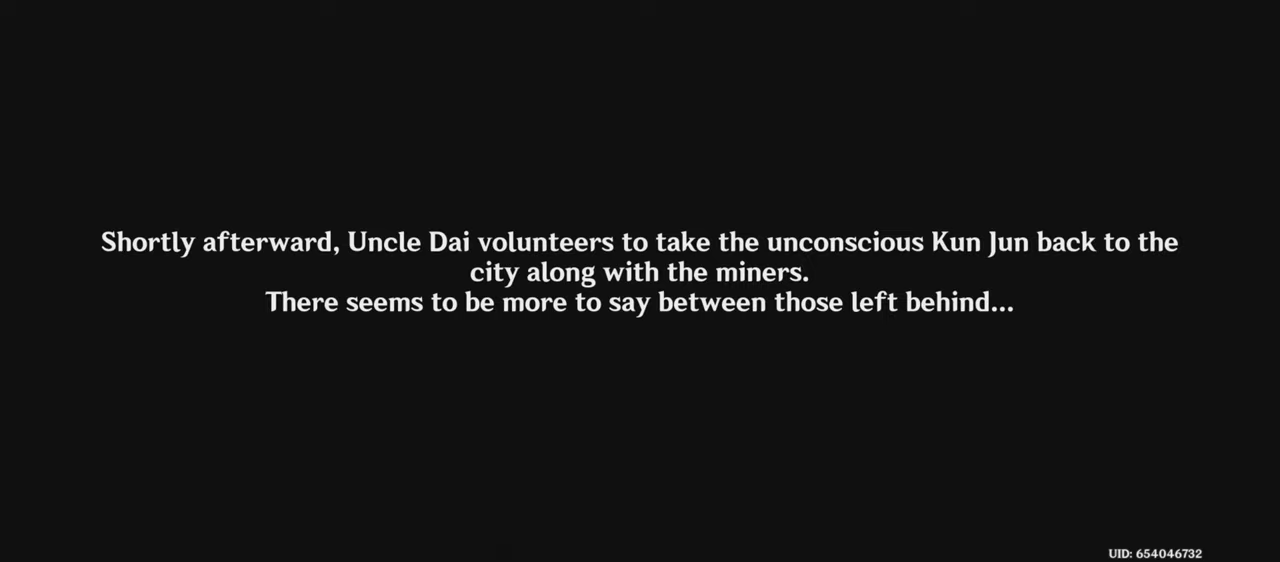 Shortly afterward, Uncle Dai volunteers to take the unconscious Kun Jun back to the
city along with the miners.
There seems to be more to say between those left behind...
UID: 654046732